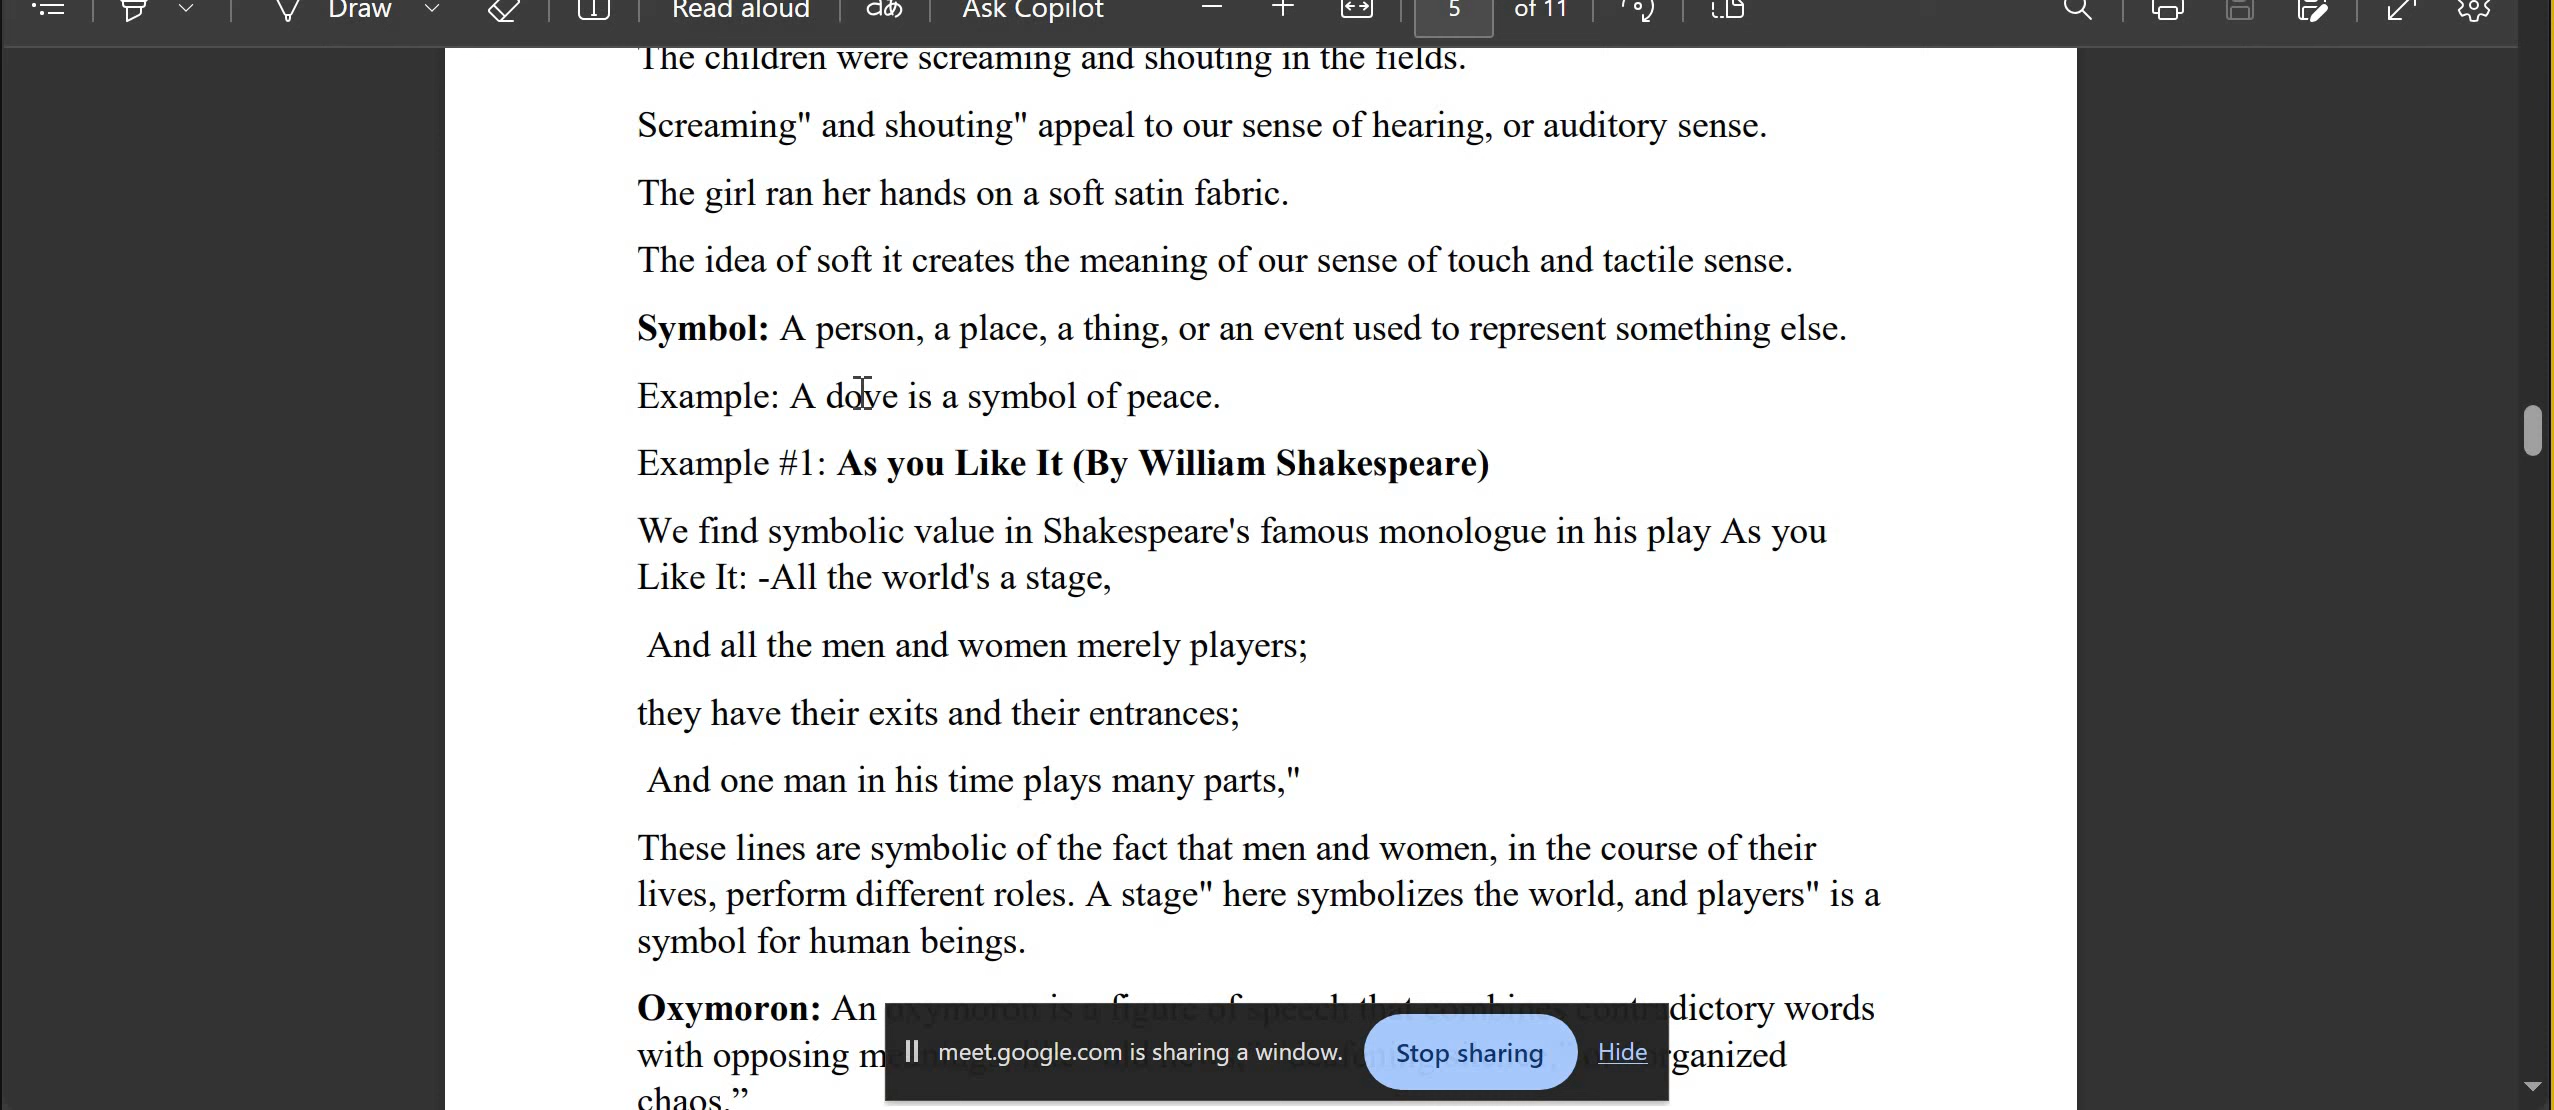 Draw
Read aloud
Ask Copilot
5 of 11
The children were screaming and shouting in the fields.
Screaming" and shouting" appeal to our sense of hearing, or auditory sense.
The girl ran her hands on a soft satin fabric.
The idea of soft it creates the meaning of our sense of touch and tactile sense.
Symbol: A person, a place, a thing, or an event used to represent something else.
Example: A dove is a symbol of peace.
Example #1: As you Like It (By William Shakespeare)
We find symbolic value in Shakespeare's famous monologue in his play As you
Like It: -All the world's a stage,
And all the men and women merely players;
they have their exits and their entrances;
And one man in his time plays many parts,"
These lines are symbolic of the fact that men and women, in the course of their
lives, perform different roles. A stage" here symbolizes the world, and players" is a
symbol for human beings.
Oxymoron: An oxymoron is a figure of speech that combines contradictory words
with opposing
chaos.”
meet.google.com is sharing a window.
Stop sharing
Hide